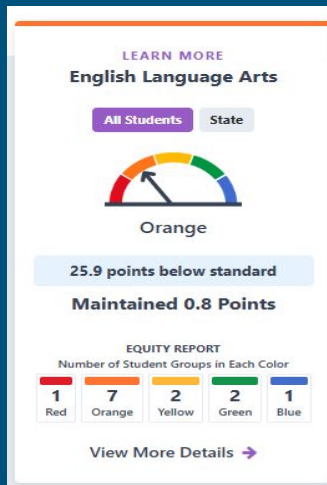 LEARN MORE
English Language Arts
All Students State
Orange
25.9 points below standard
Maintained 0.8 Points
EQUITY REPORT
Number of Student Groups in Each Color
1 7 2 2 1
Red Orange Yellow Green Blue
View More Details →